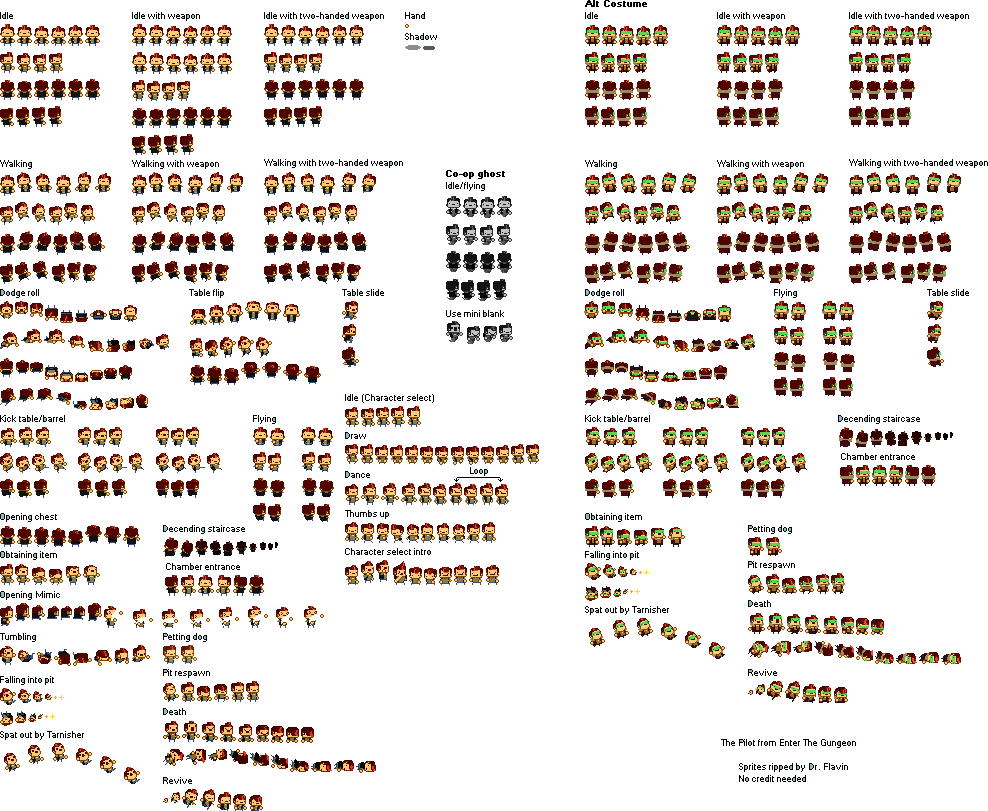 Idle
Idle with weapon
Idle with two-handed weapon
Hand
Shadow
Walking
Walking with weapon
Walking with two-handed weapon
Co-op ghost
Idle/flying
Use mini blank
Dodge roll
Table flip
Table slide
Kick table/barrel
Flying
Idle (Character select)
Draw
Dance
Loop
Thumbs up
Character select intro
Opening chest
Decending staircase
Obtaining item
Chamber entrance
Opening Mimic
Tumbling
Petting dog
Falling into pit
Pit respawn
Death
Spat out by Tarnisher
Revive
Alt Costume
Idle
Idle with weapon
Idle with two-handed weapon
Walking
Walking with weapon
Walking with two-handed weapon
Dodge roll
Flying
Table slide
Kick table/barrel
Decending staircase
Chamber entrance
Obtaining item
Petting dog
Falling into pit
Pit respawn
Spat out by Tarnisher
Death
Revive
The Pilot from Enter The Gungeon
Sprites ripped by Dr. Flavin
No credit needed